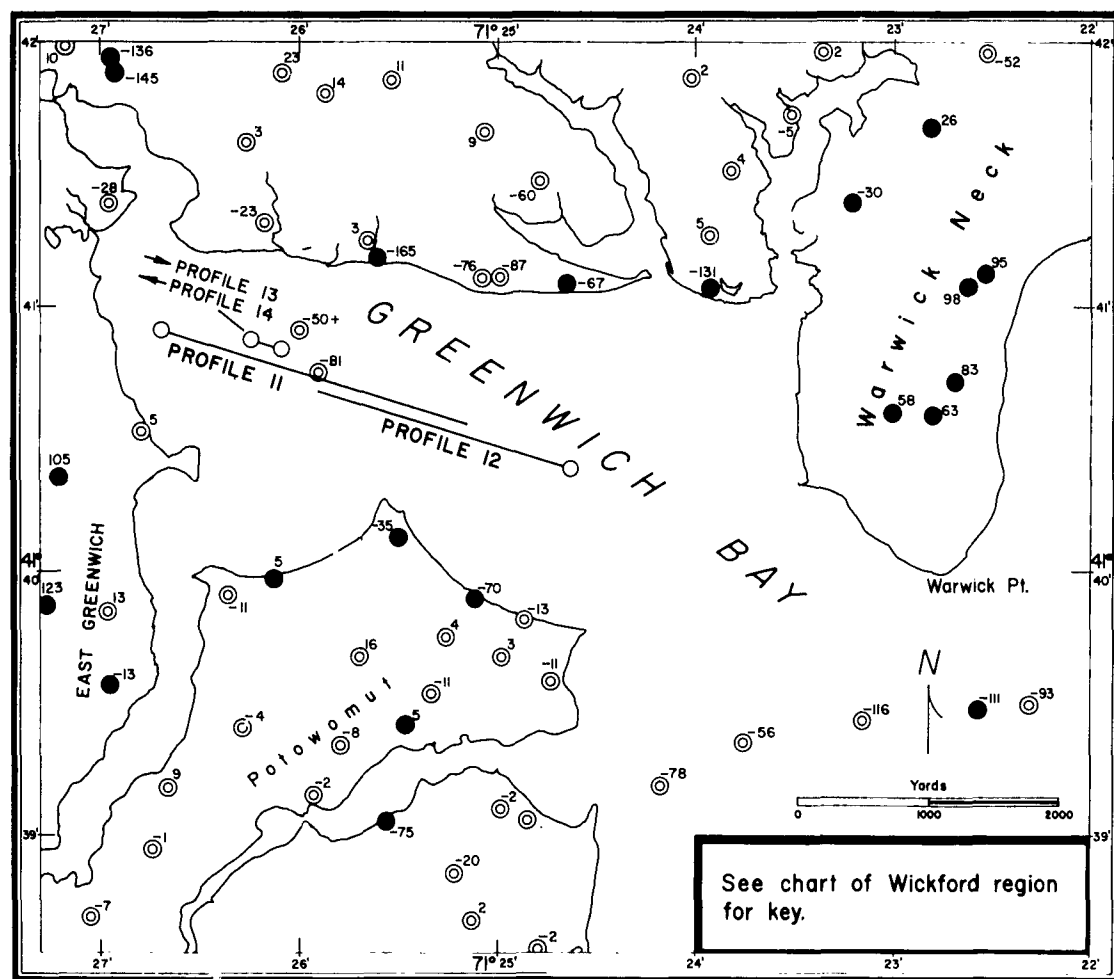 27' 26' 71° 25' 24' 23' 22'
42' 42'
10 -136 23 11 2 2 -52
-145 14
3 9 -5 26
-28 -60 4 -30
-23 3 -165 5
-76 -87 -67 -131 95
98
41' 41'
PROFILE 13
PROFILE 14
-50+
-81
PROFILE 11
PROFILE 12
GREENWICH
BAY
Warwick Neck
83
58 63
5
105
-35
41°
40' 40'
5
123 13 -11 -70 -13
EAST GREENWICH
Warwick Pt.
16 4 3
-13 -11 -11
Potowomut
-4 -8 5
N
-111 -93
-116
-56
9 -2 -78
-2
Yards
0 1000 2000
39' 39'
-75
-1
-20
-7 2
-2
See chart of Wickford region
for key.
27' 26' 71° 25' 24' 23' 22'